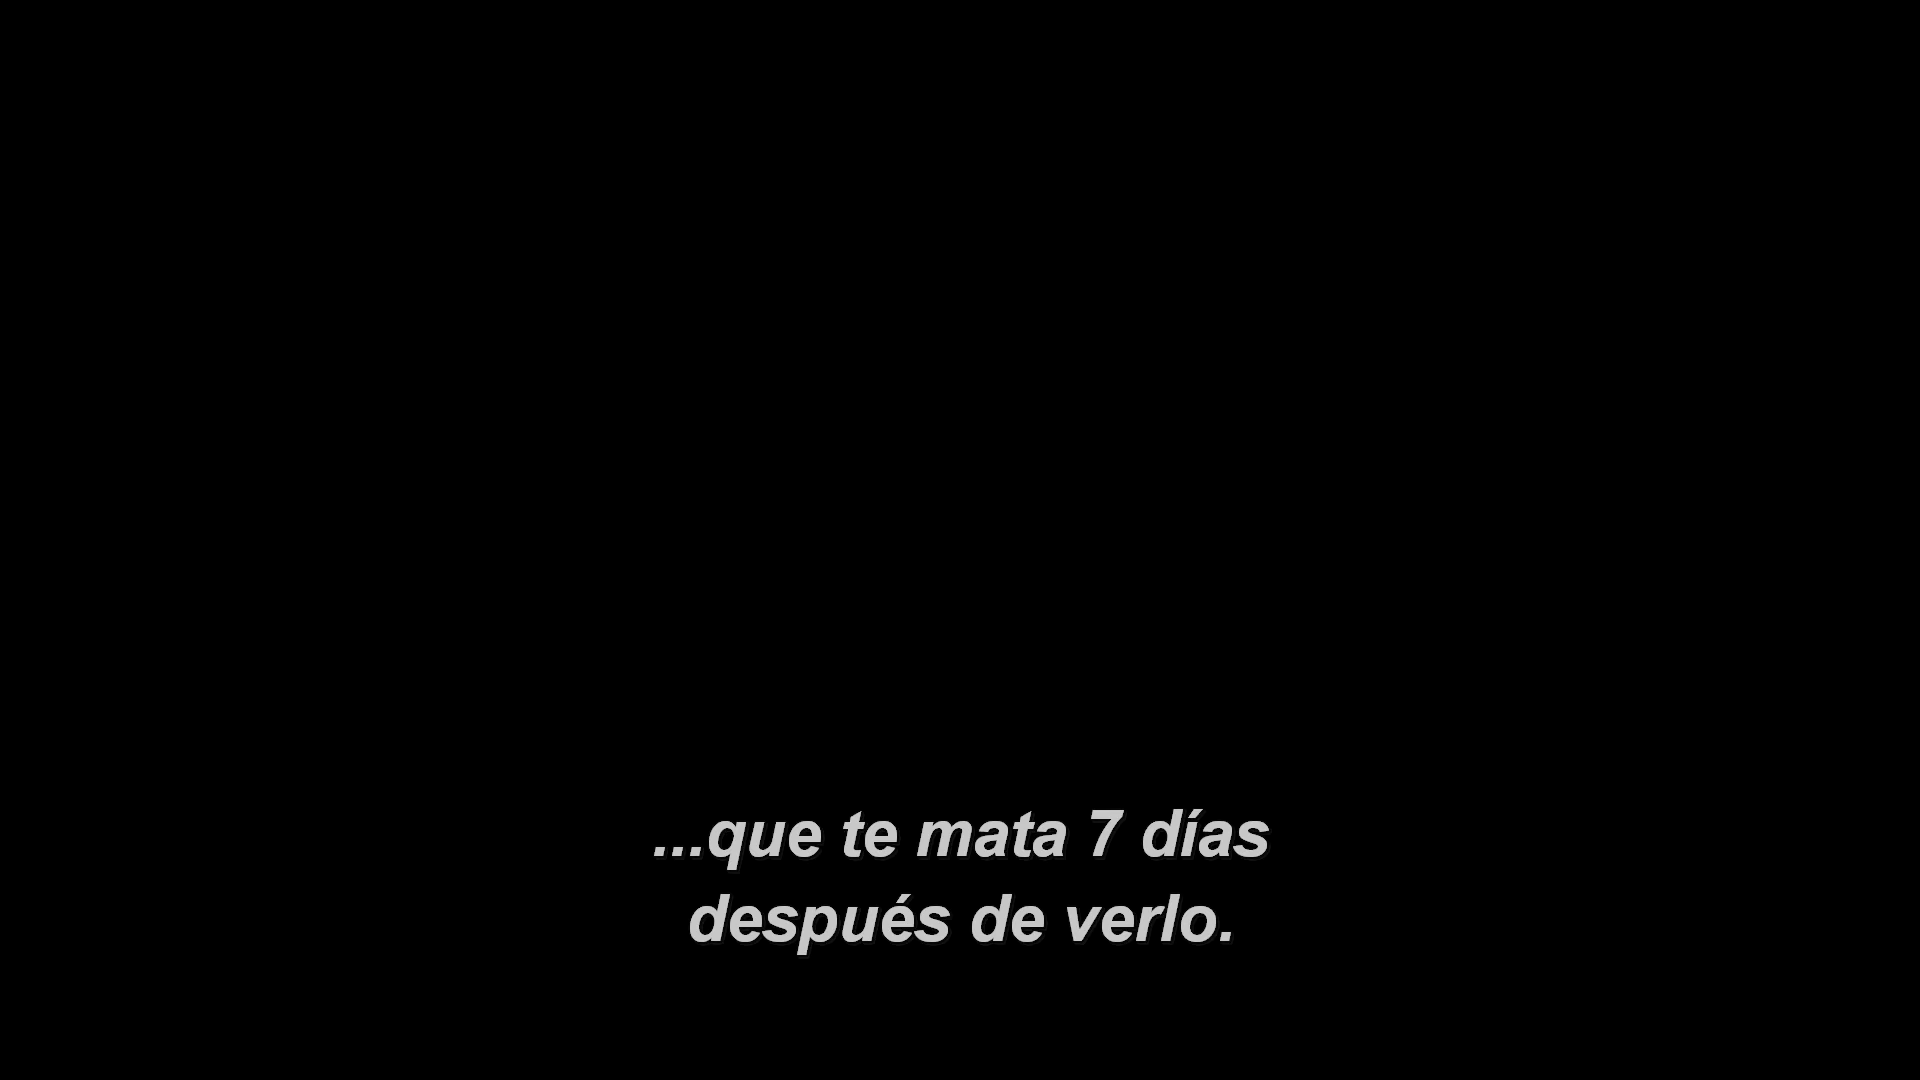 ...que te mata 7 días
después de verlo.